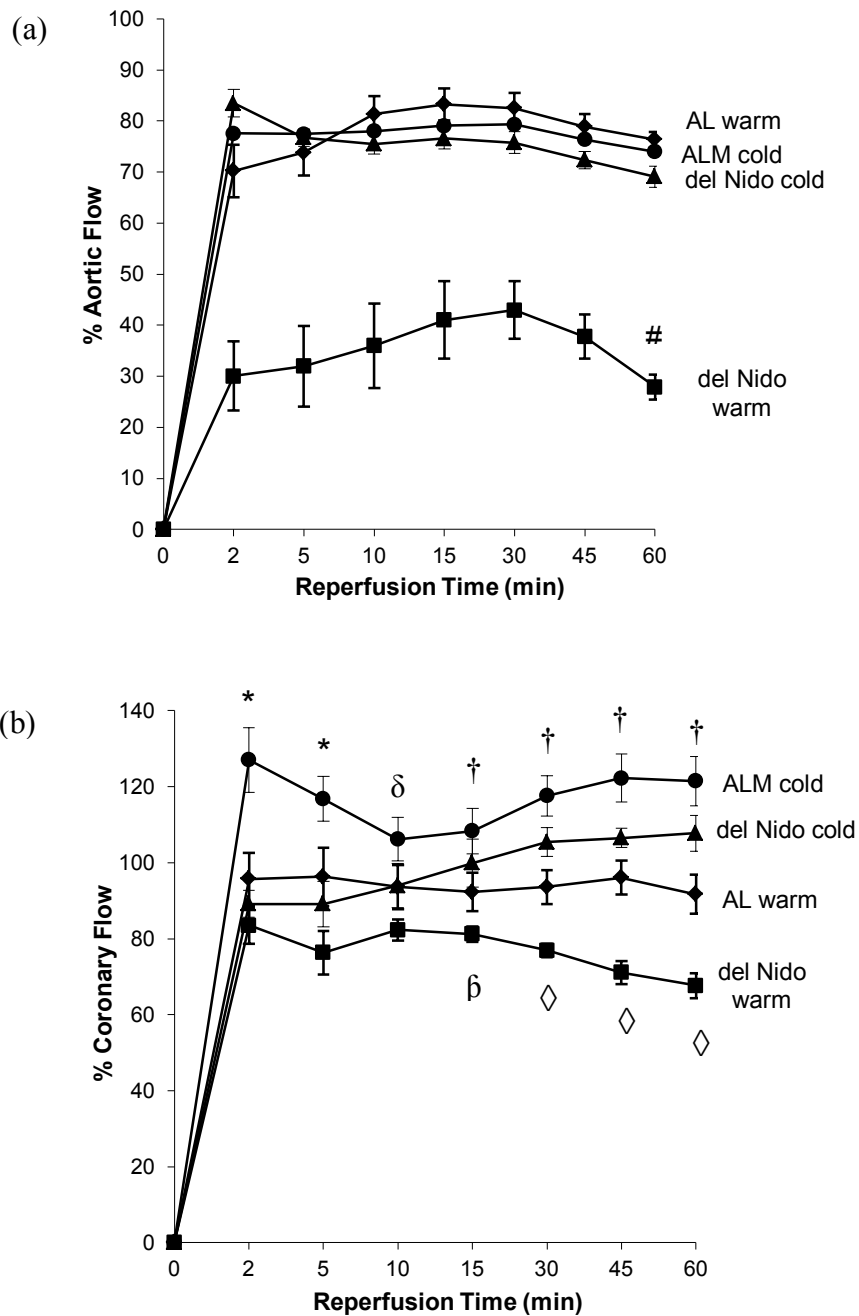 (a)
100
90
80
70
60
50
40
30
20
10
0
% Aortic Flow
AL warm
ALM cold
del Nido cold
#
del Nido
warm
0 2 5 10 15 30 45 60
Reperfusion Time (min)
(b)
140
120
100
80
60
40
20
0
% Coronary Flow
* * δ † † † †
ALM cold
del Nido cold
AL warm
del Nido
warm
β ◊ ◊ ◊
0 2 5 10 15 30 45 60
Reperfusion Time (min)